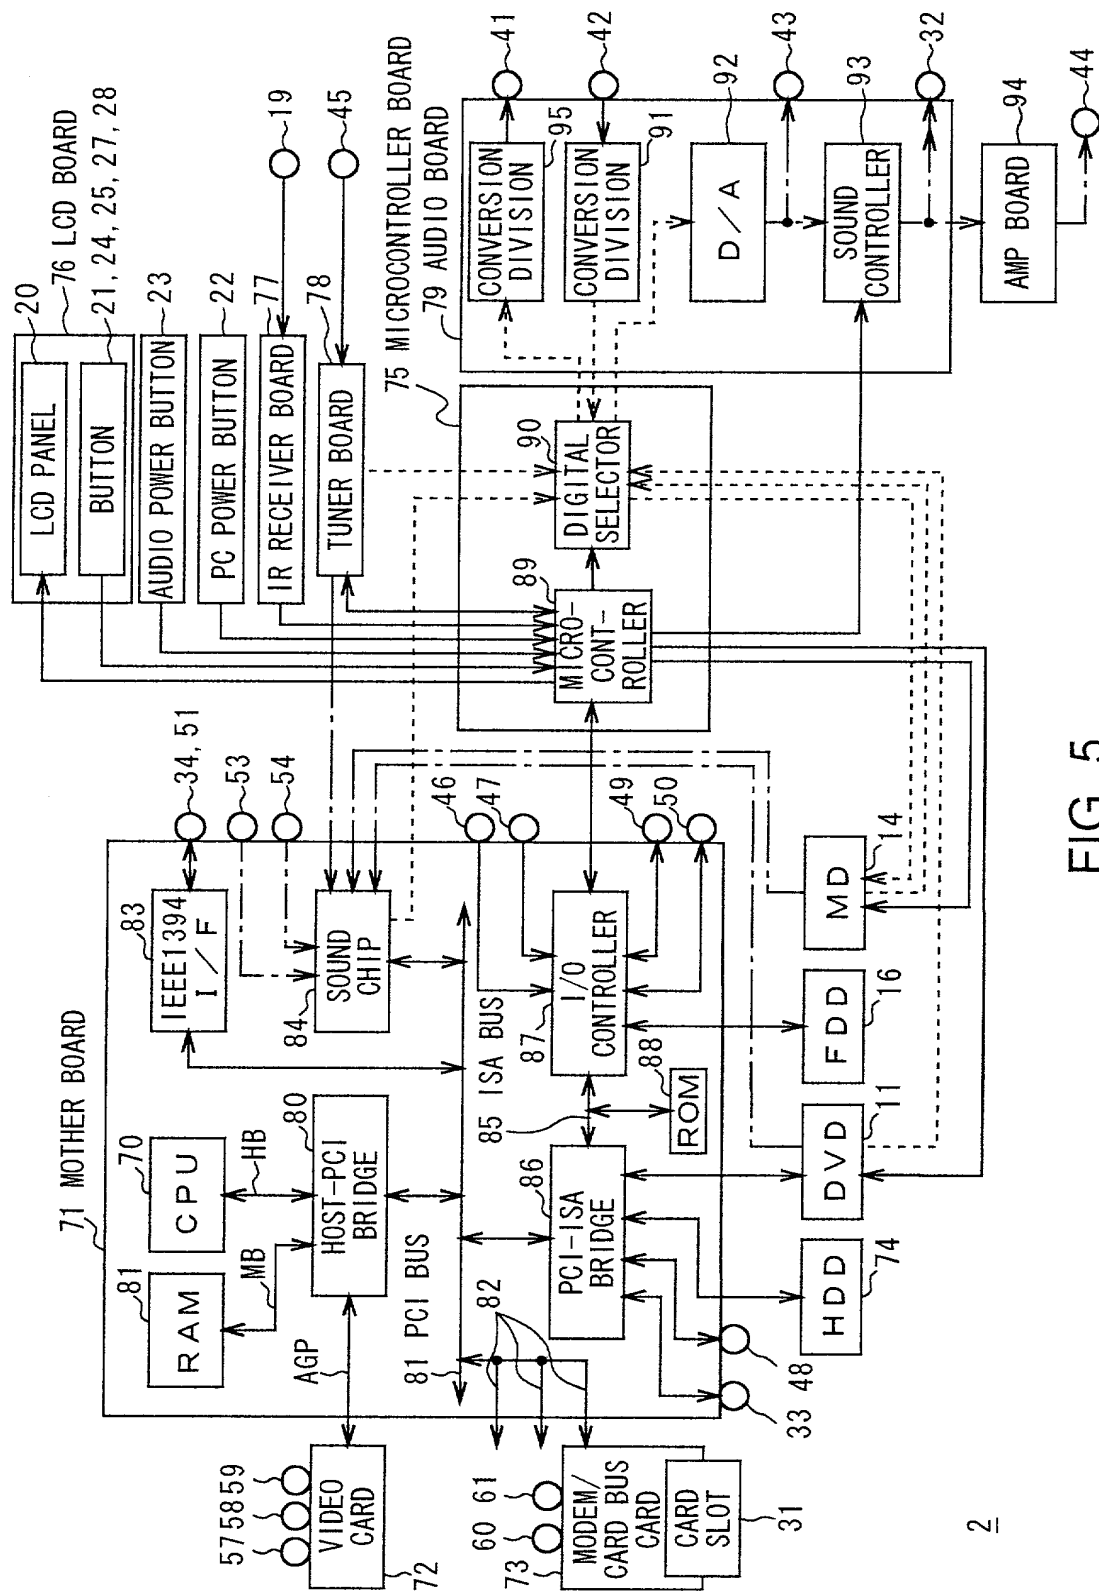 20
76 LCD BOARD
LCD PANEL
BUTTON
21, 24, 25, 27, 28
AUDIO POWER BUTTON
23
PC POWER BUTTON
22
IR RECEIVER BOARD
77
19
TUNER BOARD
78
45
75 MICROCONTROLLER BOARD
79 AUDIO BOARD
CONVERSION
DIVISION
95
41
CONVERSION
DIVISION
91
42
D/A
92
43
SOUND
CONTROLLER
93
32
AMP BOARD
94
44
DIGITAL
SELECTOR
90
MICRO-
CONT-
ROLLER
89
71 MOTHER BOARD
RAM
81
CPU
70
MB
HB
AGP
HOST-PCI
BRIDGE
80
IEEE1394
I/F
83
34, 51
53
54
SOUND
CHIP
84
81 PCI BUS
82
85 ISA BUS
46
47
49
50
PCI-ISA
BRIDGE
86
I/O
CONTROLLER
87
ROM
88
33
48
HDD
74
DVD
11
FDD
16
MD
14
575859
VIDEO
CARD
72
60
61
MODEM/
CARD BUS
CARD
73
CARD
SLOT
31
2
FIG. 5